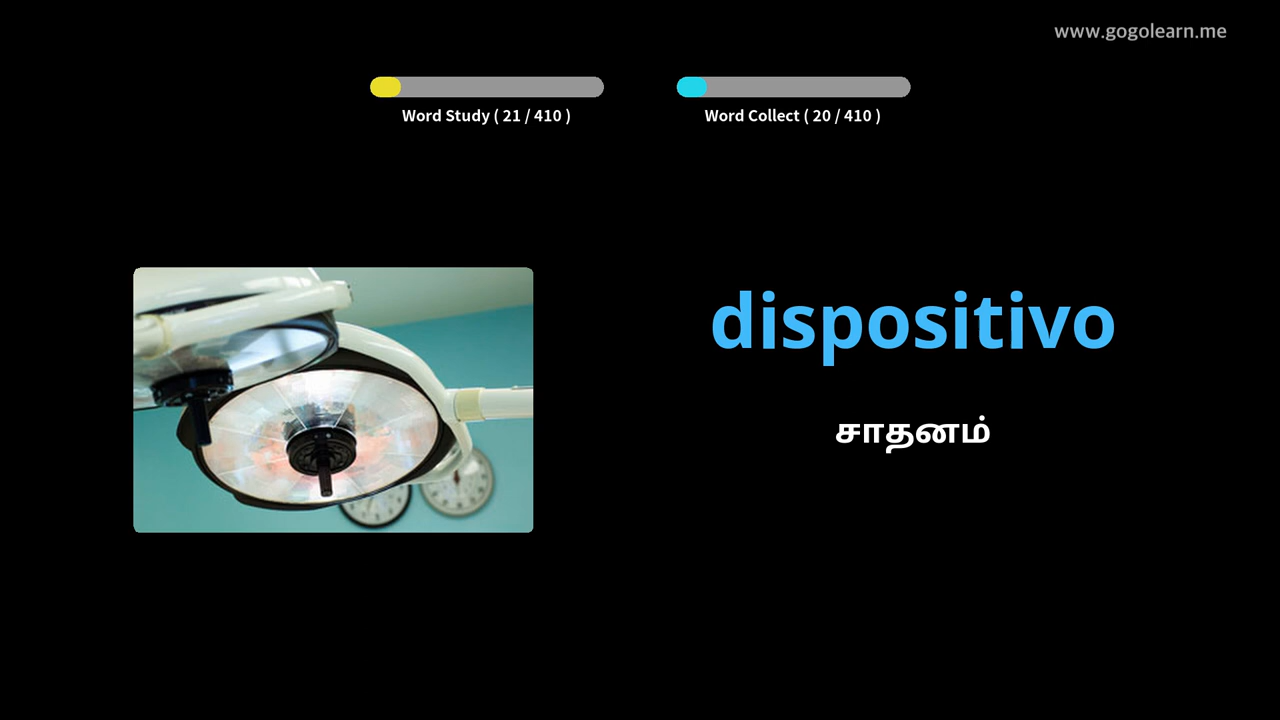 www.gogolearn.me
Word Study ( 21 / 410 )
Word Collect ( 20 / 410 )
dispositivo
சாதனம்